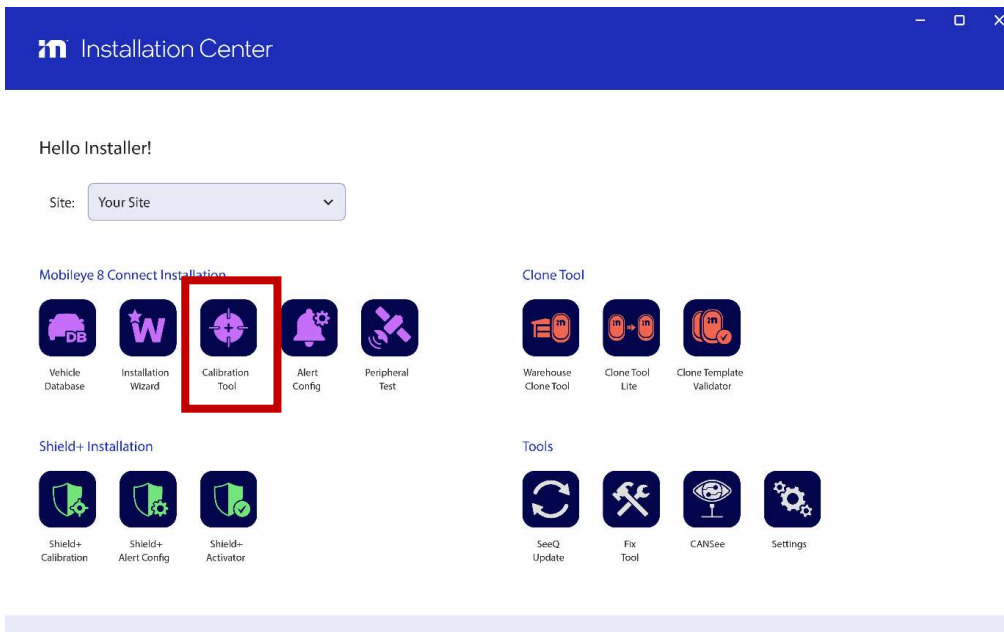 Installation Center
Hello Installer!
Site: Your Site
Mobileye 8 Connect Installation
DB
W
Vehicle
Database
Installation
Wizard
Calibration
Tool
Alert
Config
Peripheral
Test
Clone Tool
Warehouse
Clone Tool
Clone Tool
Lite
Clone Template
Validator
Shield+ Installation
Shield+
Calibration
Shield+
Alert Config
Shield+
Activator
Tools
SeeQ
Update
Fix
Tool
CANSee
Settings